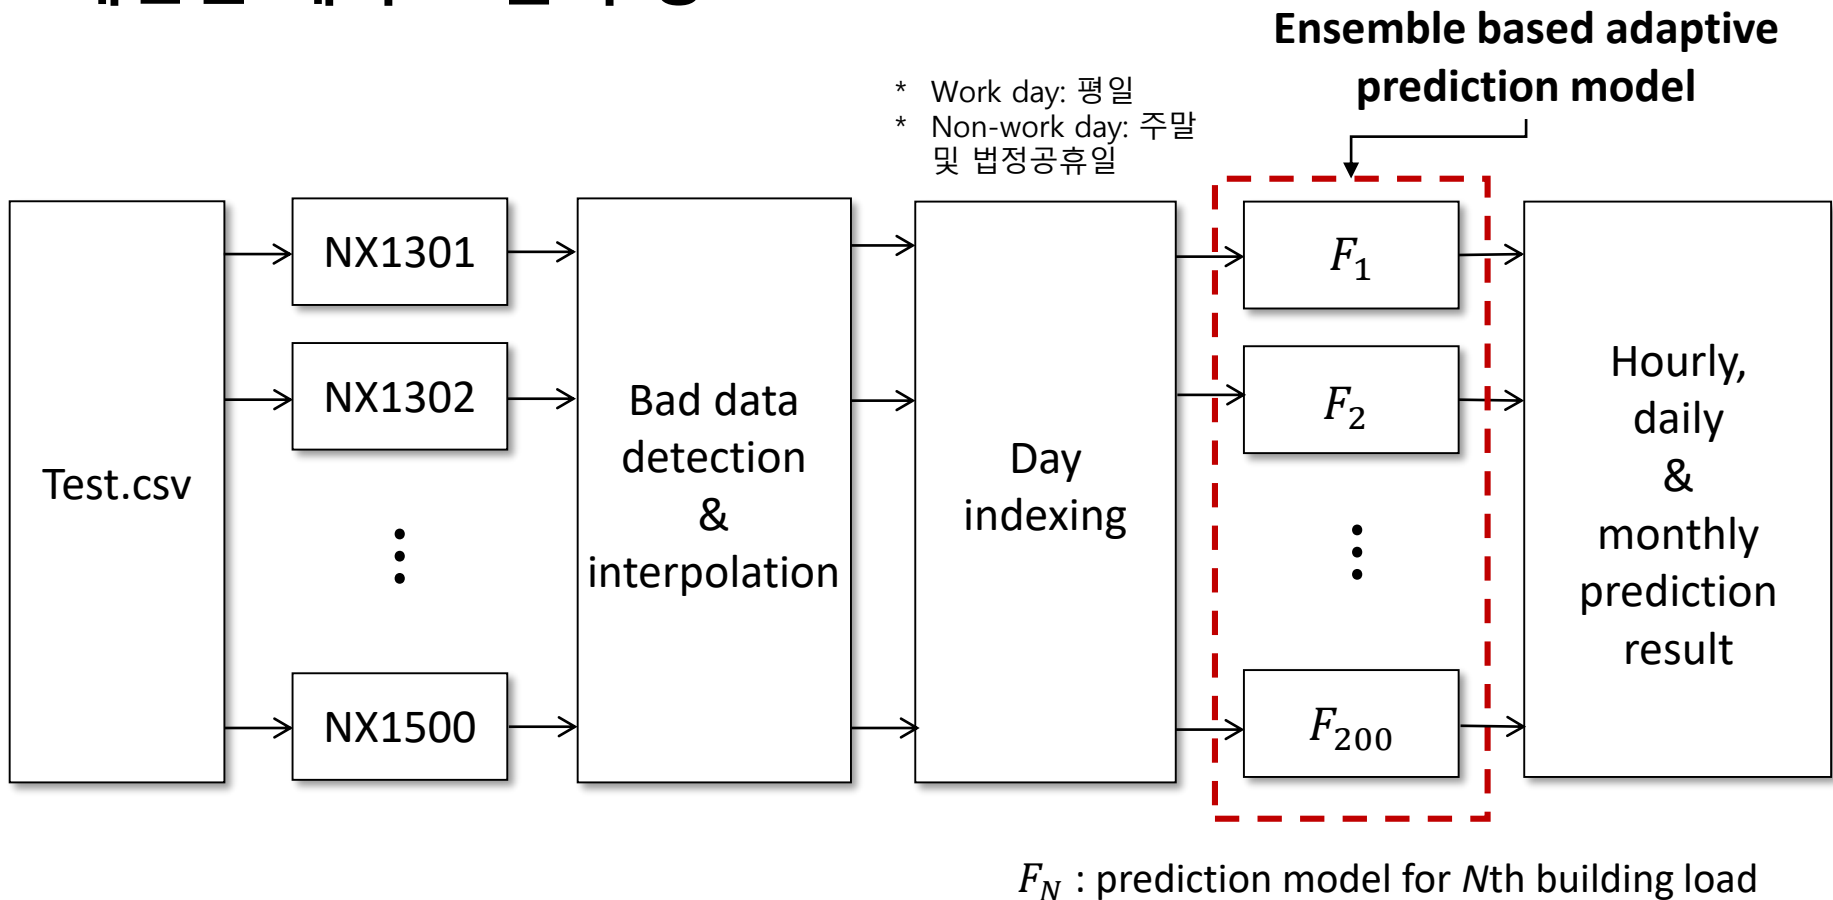 Ensemble based adaptive
prediction model
* Work day: 평일
* Non-work day: 주말
및 법정공휴일
Test.csv
NX1301
NX1302
⋮
NX1500
Bad data
detection
&
interpolation
Day
indexing
F₁
F₂
⋮
F₂₀₀
Hourly,
daily
&
monthly
prediction
result
F_N : prediction model for Nth building load